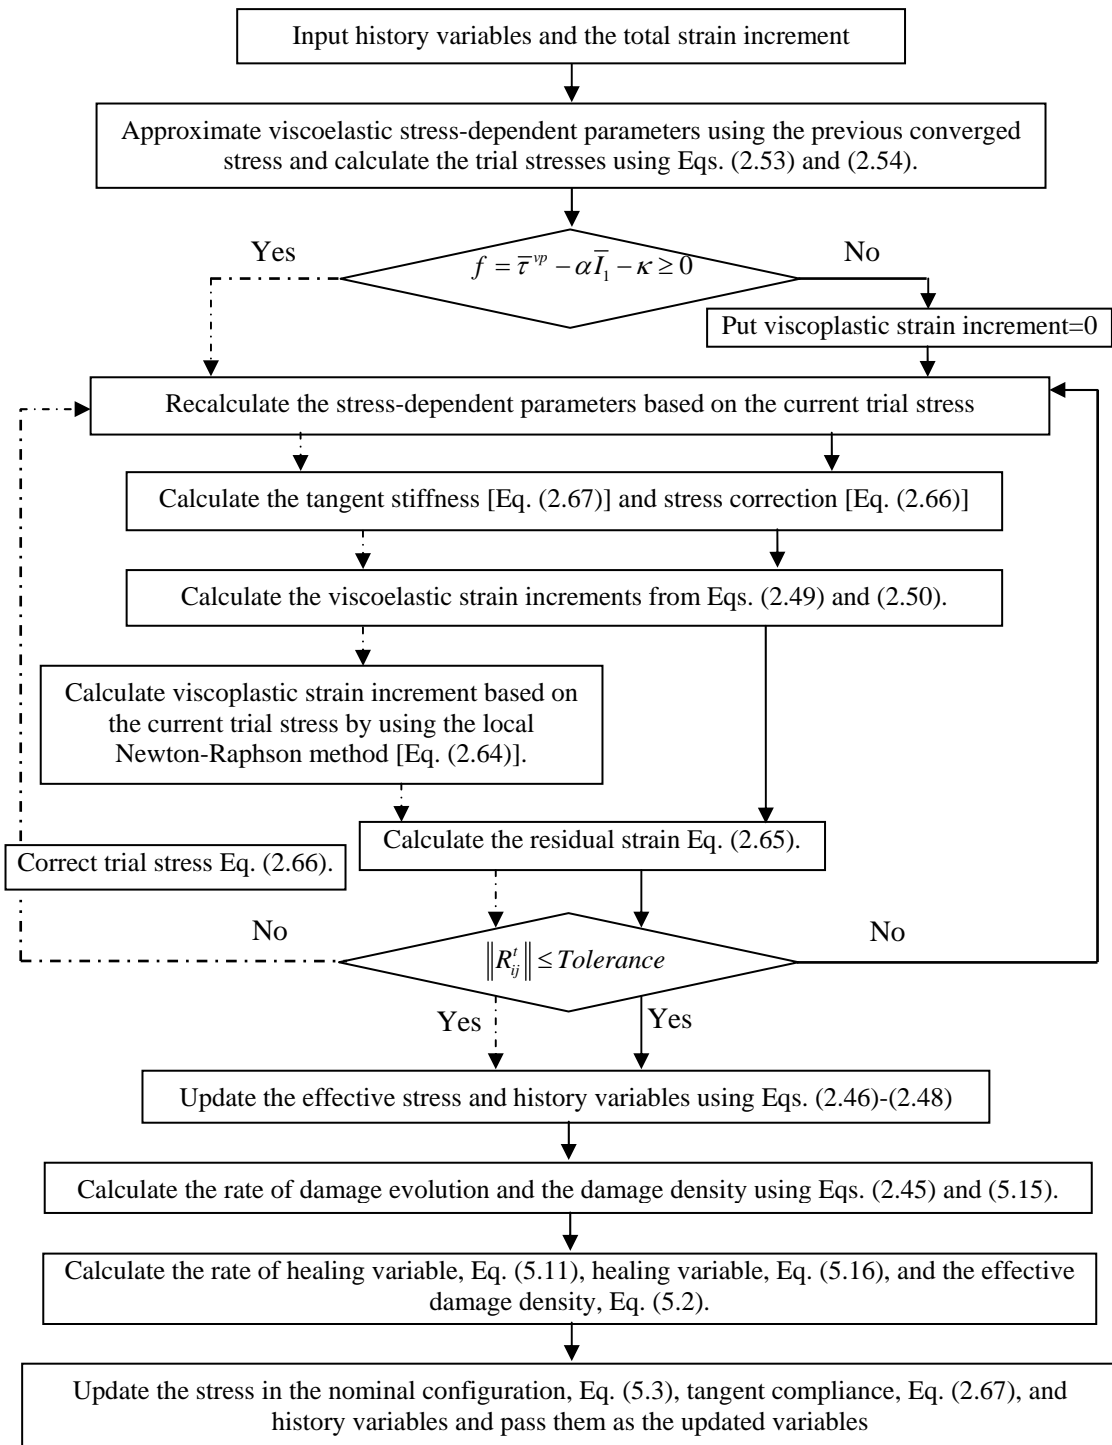 Input history variables and the total strain increment
Approximate viscoelastic stress-dependent parameters using the previous converged
stress and calculate the trial stresses using Eqs. (2.53) and (2.54).
Yes
No
f = τ̅^{vp} − αI̅₁ − κ ≥ 0
Put viscoplastic strain increment=0
Recalculate the stress-dependent parameters based on the current trial stress
Calculate the tangent stiffness [Eq. (2.67)] and stress correction [Eq. (2.66)]
Calculate the viscoelastic strain increments from Eqs. (2.49) and (2.50).
Calculate viscoplastic strain increment based on
the current trial stress by using the local
Newton-Raphson method [Eq. (2.64)].
Calculate the residual strain Eq. (2.65).
Correct trial stress Eq. (2.66).
No
No
‖R_{ij}^{t}‖ ≤ Tolerance
Yes
Yes
Update the effective stress and history variables using Eqs. (2.46)-(2.48)
Calculate the rate of damage evolution and the damage density using Eqs. (2.45) and (5.15).
Calculate the rate of healing variable, Eq. (5.11), healing variable, Eq. (5.16), and the effective
damage density, Eq. (5.2).
Update the stress in the nominal configuration, Eq. (5.3), tangent compliance, Eq. (2.67), and
history variables and pass them as the updated variables